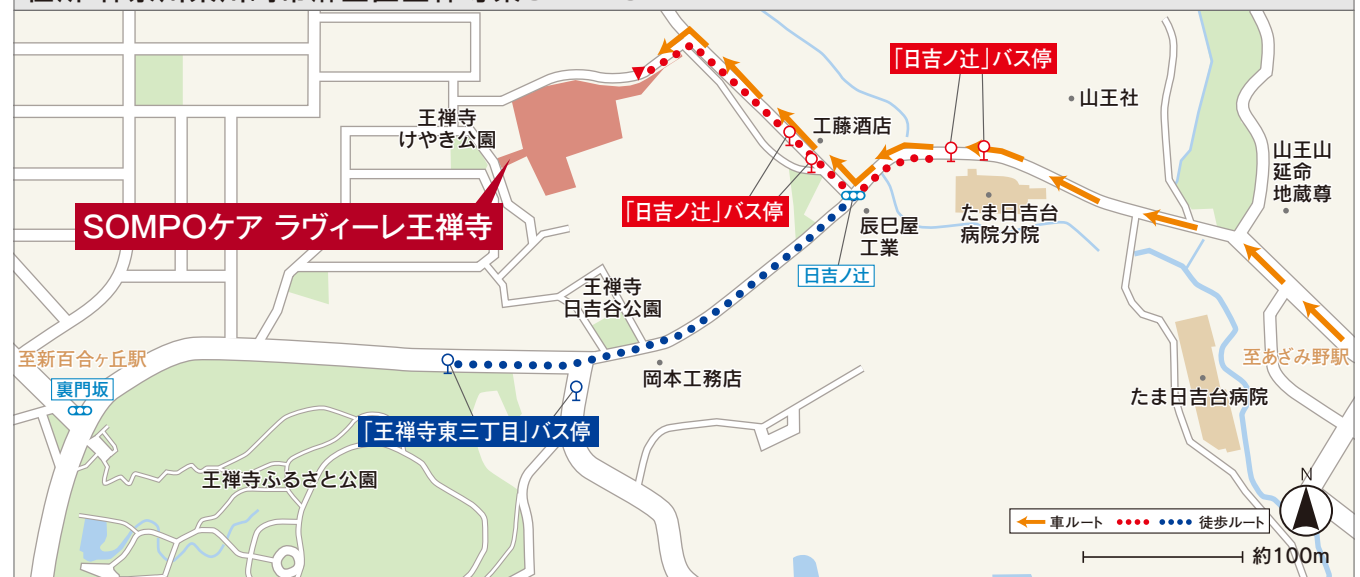 「日吉ノ辻」バス停
山王社
王禅寺
けやき公園
工藤酒店
山王山
延命
地蔵尊
「日吉ノ辻」バス停
SOMPOケア ラヴィーレ王禅寺
たま日吉台
病院分院
辰巳屋
工業
日吉ノ辻
王禅寺
日吉谷公園
至新百合ヶ丘駅
裏門坂
至あざみ野駅
岡本工務店
たま日吉台病院
「王禅寺東三丁目」バス停
王禅寺ふるさと公園
N
車ルート
徒歩ルート
約100m